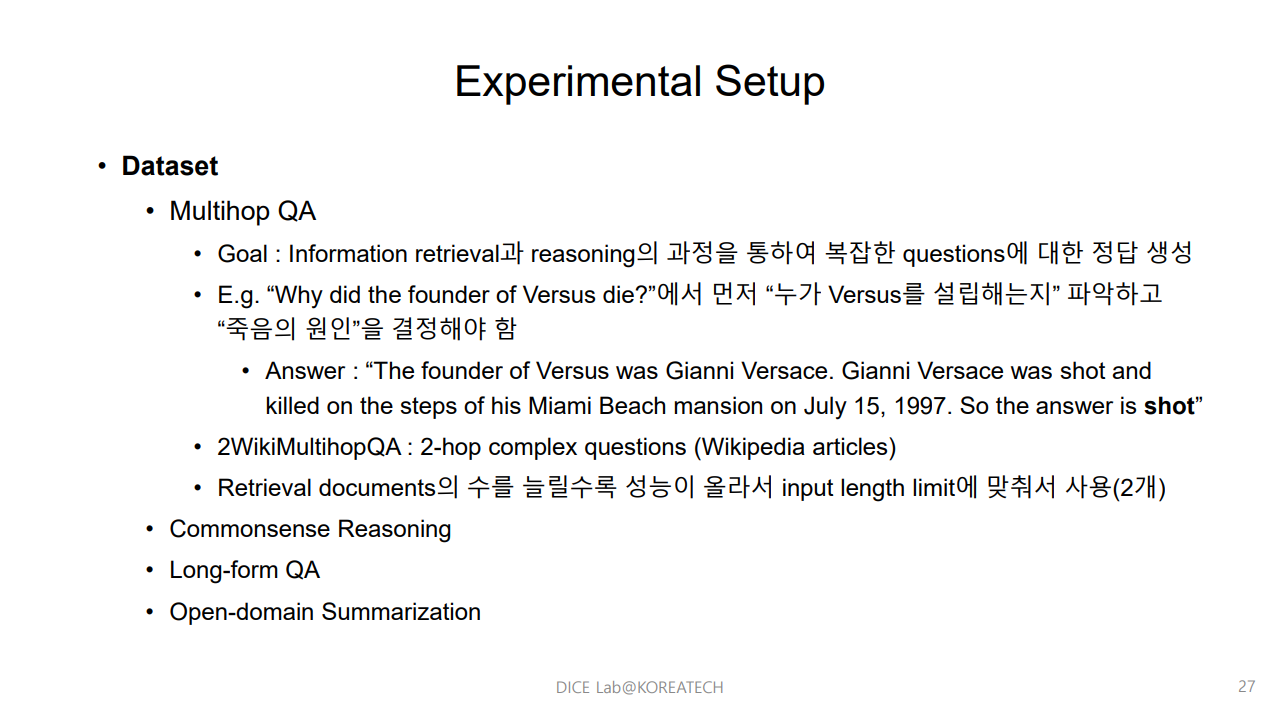 Experimental Setup
• Dataset
• Multihop QA
• Goal : Information retrieval과 reasoning의 과정을 통하여 복잡한 questions에 대한 정답 생성
• E.g. “Why did the founder of Versus die?”에서 먼저 “누가 Versus를 설립해는지” 파악하고
“죽음의 원인”을 결정해야 함
• Answer : “The founder of Versus was Gianni Versace. Gianni Versace was shot and
killed on the steps of his Miami Beach mansion on July 15, 1997. So the answer is shot”
• 2WikiMultihopQA : 2-hop complex questions (Wikipedia articles)
• Retrieval documents의 수를 늘릴수록 성능이 올라서 input length limit에 맞춰서 사용(2개)
• Commonsense Reasoning
• Long-form QA
• Open-domain Summarization
DICE Lab@KOREATECH
27